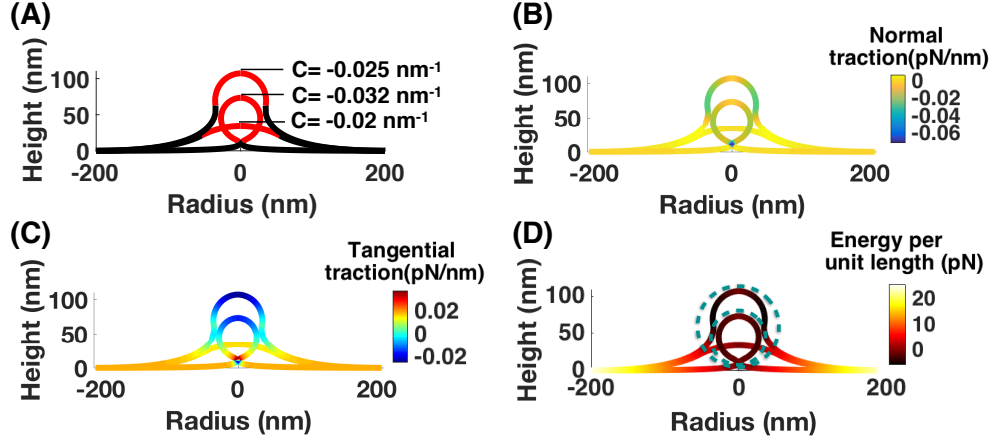 (A)
Height (nm)
100
50
0
C= -0.025 nm⁻¹
C= -0.032 nm⁻¹
C= -0.02 nm⁻¹
-200
0
200
Radius (nm)
(B)
Height (nm)
100
50
0
Normal
traction(pN/nm)
0
-0.02
-0.04
-0.06
-200
0
200
Radius (nm)
(C)
Height (nm)
100
50
0
Tangential
traction(pN/nm)
0.02
0
-0.02
-200
0
200
Radius (nm)
(D)
Height (nm)
100
50
0
Energy per
unit length (pN)
20
10
0
-200
0
200
Radius (nm)